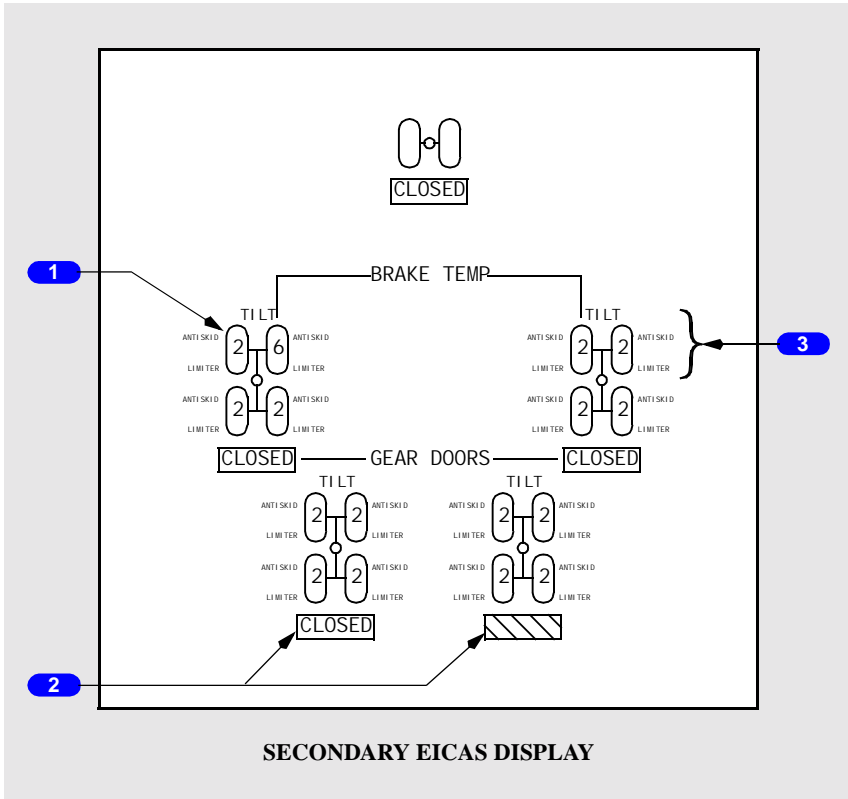 CLOSED
1
BRAKE TEMP
TILT TILT
ANTISKID 2 6 ANTISKID ANTISKID 2 2 ANTISKID
3
LIMITER LIMITER LIMITER LIMITER
ANTISKID 2 2 ANTISKID ANTISKID 2 2 ANTISKID
LIMITER LIMITER LIMITER LIMITER
CLOSED GEAR DOORS CLOSED
TILT TILT
ANTISKID 2 2 ANTISKID ANTISKID 2 2 ANTISKID
LIMITER LIMITER LIMITER LIMITER
ANTISKID 2 2 ANTISKID ANTISKID 2 2 ANTISKID
LIMITER LIMITER LIMITER LIMITER
CLOSED
2
SECONDARY EICAS DISPLAY